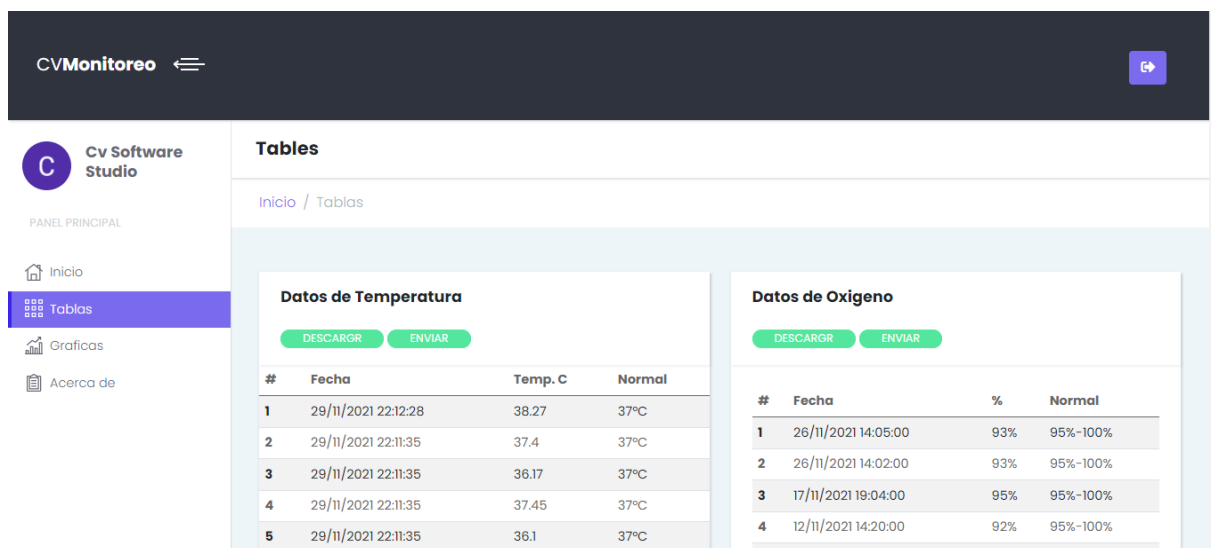 CVMonitoreo
C
Cv Software
Studio
PANEL PRINCIPAL
Inicio
Tablas
Graficas
Acerca de
Tables
Inicio / Tablas
Datos de Temperatura
DESCARGR ENVIAR
# Fecha Temp. C Normal
1 29/11/2021 22:12:28 38.27 37°C
2 29/11/2021 22:11:35 37.4 37°C
3 29/11/2021 22:11:35 36.17 37°C
4 29/11/2021 22:11:35 37.45 37°C
5 29/11/2021 22:11:35 36.1 37°C
Datos de Oxigeno
DESCARGR ENVIAR
# Fecha % Normal
1 26/11/2021 14:05:00 93% 95%-100%
2 26/11/2021 14:02:00 93% 95%-100%
3 17/11/2021 19:04:00 95% 95%-100%
4 12/11/2021 14:20:00 92% 95%-100%